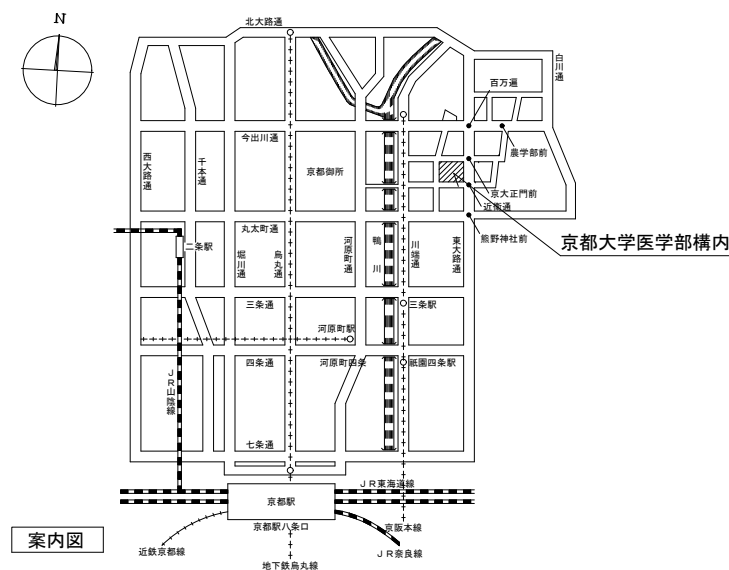 N
北大路通
白川通
百万遍
今出川通
農学部前
西大路通
千本通
京都御所
京大正門前
近衛通
丸太町通
熊野神社前
京都大学医学部構内
二条駅
堀川通
烏丸通
河原町通
鴨川
川端通
東大路通
三条通
三条駅
河原町駅
四条通
河原町四条
祇園四条駅
JR山陰線
七条通
JR東海道線
京都駅
京都駅八条口
京阪本線
案内図
近鉄京都線
JR奈良線
地下鉄烏丸線